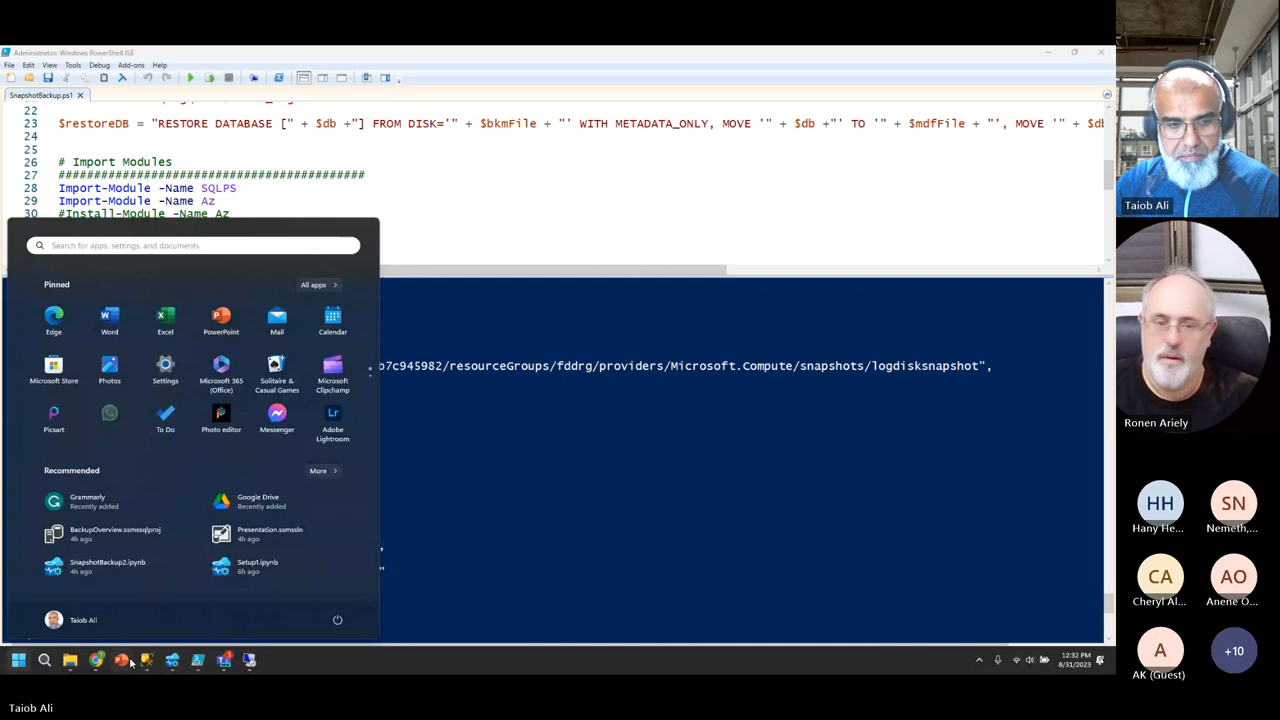 Administrator: Windows PowerShell ISE
File Edit View Tools Debug Add-ons Help
SnapshotBackup.ps1
22
23 $restoreDB = "RESTORE DATABASE [" + $db +"] FROM DISK='" + $bkmFile + "' WITH METADATA_ONLY, MOVE '" + $db +"' TO '" + $mdfFile + "', MOVE '" + $db
24
25
26 # Import Modules
27 ###########################################
28 Import-Module -Name SQLPS
29 Import-Module -Name Az
30 #Install-Module -Name Az
b7c945982/resourceGroups/fddrg/providers/Microsoft.Compute/snapshots/logdisksnapshot",
,
"
Search for apps, settings, and documents
Pinned
All apps
Edge
Word
Excel
PowerPoint
Mail
Calendar
Microsoft Store
Photos
Settings
Microsoft 365
(Office)
Solitaire &
Casual Games
Microsoft
Clipchamp
Picsart
To Do
Photo editor
Messenger
Lr
Adobe
Lightroom
Recommended
More
Grammarly
Recently added
Google Drive
Recently added
BackupOverview.ssmssqlproj
4h ago
Presentation.ssmssln
4h ago
SnapshotBackup2.ipynb
4h ago
Setup1.ipynb
6h ago
Taiob Ali
12:32 PM
8/31/2023
Taiob Ali
Ronen Ariely
HH
Hany He...
SN
Nemeth,...
CA
Cheryl Al...
AO
Anene O...
A
AK (Guest)
+10
Taiob Ali